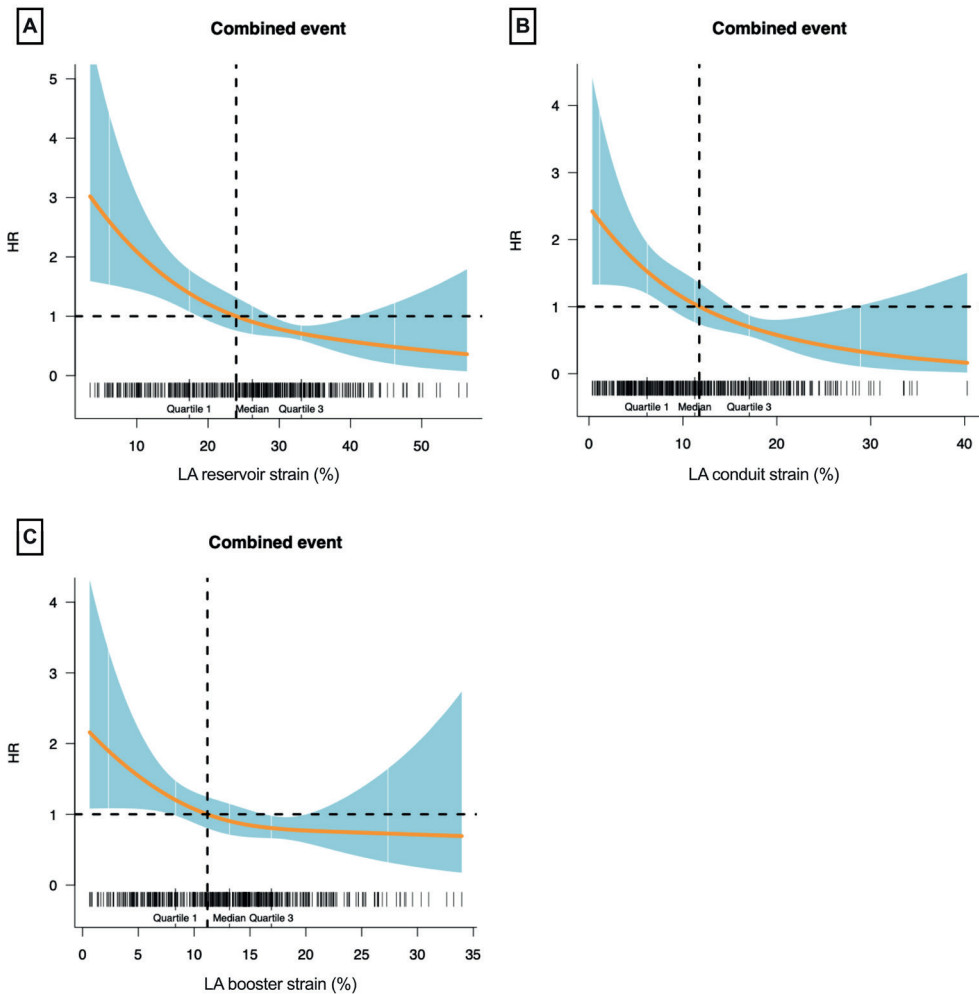 A
Combined event
HR
5
4
3
2
1
0
Quartile 1 Median Quartile 3
10 20 30 40 50
LA reservoir strain (%)
B
Combined event
HR
4
3
2
1
0
Quartile 1 Median Quartile 3
0 10 20 30 40
LA conduit strain (%)
C
Combined event
HR
4
3
2
1
0
Quartile 1 Median Quartile 3
0 5 10 15 20 25 30 35
LA booster strain (%)